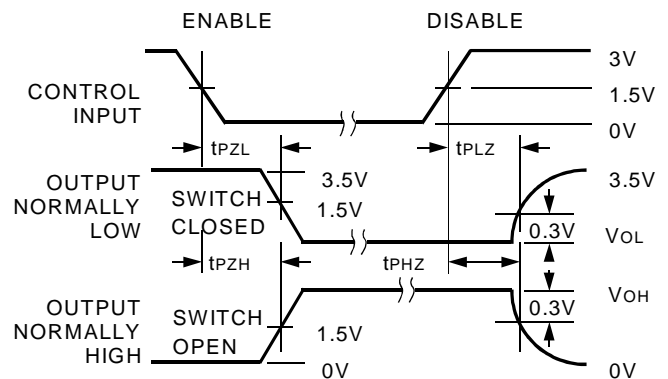 ENABLE DISABLE
3V
CONTROL
INPUT
1.5V
0V
tPZL tPLZ
OUTPUT
NORMALLY
LOW
SWITCH
CLOSED
3.5V
1.5V
3.5V
0.3V
VOL
tPZH tPHZ
OUTPUT
NORMALLY
HIGH
SWITCH
OPEN
1.5V
0V
0.3V
VOH
0V